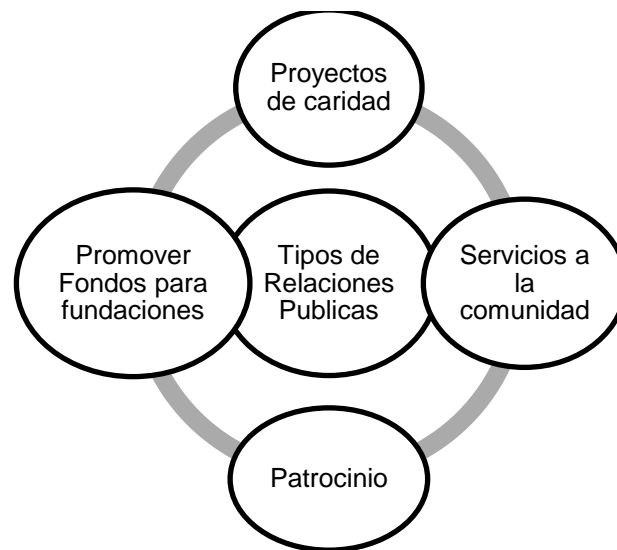 Proyectos
de caridad
Promover
Fondos para
fundaciones
Tipos de
Relaciones
Publicas
Servicios a
la
comunidad
Patrocinio